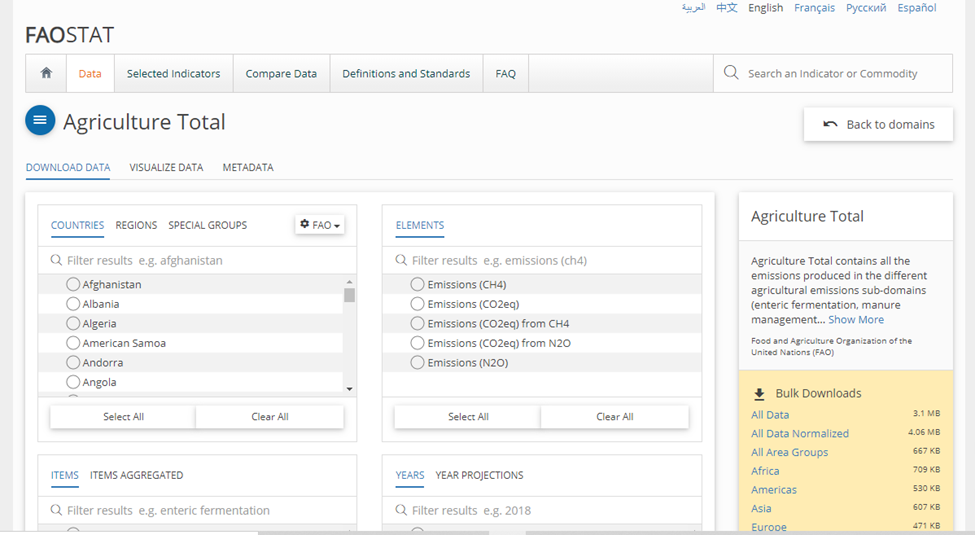 العربية 中文 English Français Русский Español
FAOSTAT
Data Selected Indicators Compare Data Definitions and Standards FAQ Search an Indicator or Commodity
Agriculture Total
Back to domains
DOWNLOAD DATA VISUALIZE DATA METADATA
COUNTRIES REGIONS SPECIAL GROUPS FAO
Filter results e.g. afghanistan
Afghanistan
Albania
Algeria
American Samoa
Andorra
Angola
Select All Clear All
ELEMENTS
Filter results e.g. emissions (ch4)
Emissions (CH4)
Emissions (CO2eq)
Emissions (CO2eq) from CH4
Emissions (CO2eq) from N2O
Emissions (N2O)
Select All Clear All
ITEMS ITEMS AGGREGATED
Filter results e.g. enteric fermentation
YEARS YEAR PROJECTIONS
Filter results e.g. 2018
Agriculture Total
Agriculture Total contains all the
emissions produced in the different
agricultural emissions sub-domains
(enteric fermentation, manure
management... Show More
Food and Agriculture Organization of the
United Nations (FAO)
Bulk Downloads
All Data 3.1 MB
All Data Normalized 4.06 MB
All Area Groups 667 KB
Africa 709 KB
Americas 530 KB
Asia 607 KB
Europe 471 KB